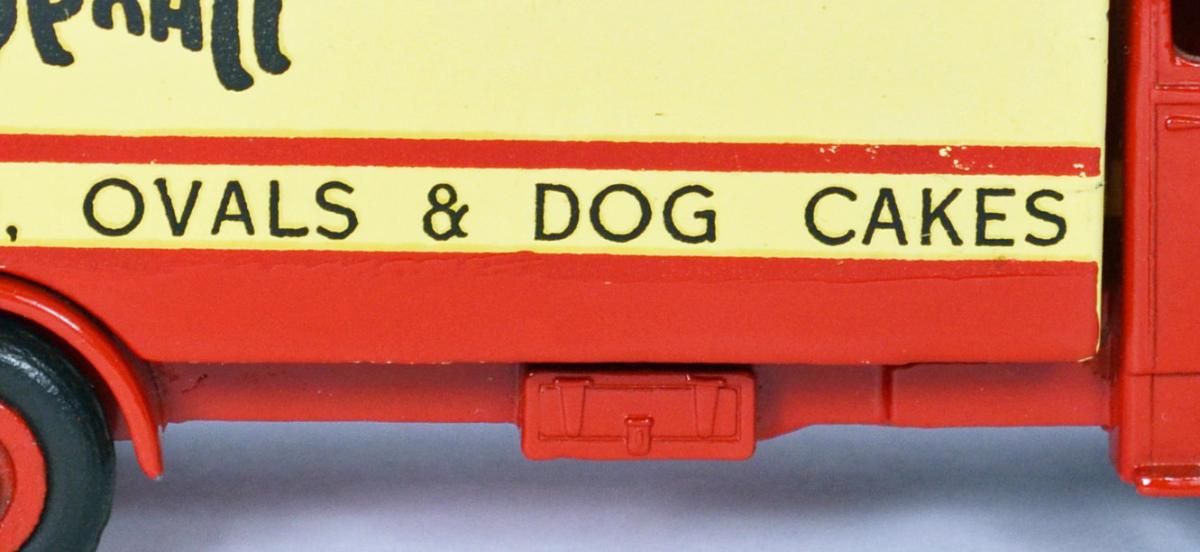 , OVALS & DOG CAKES